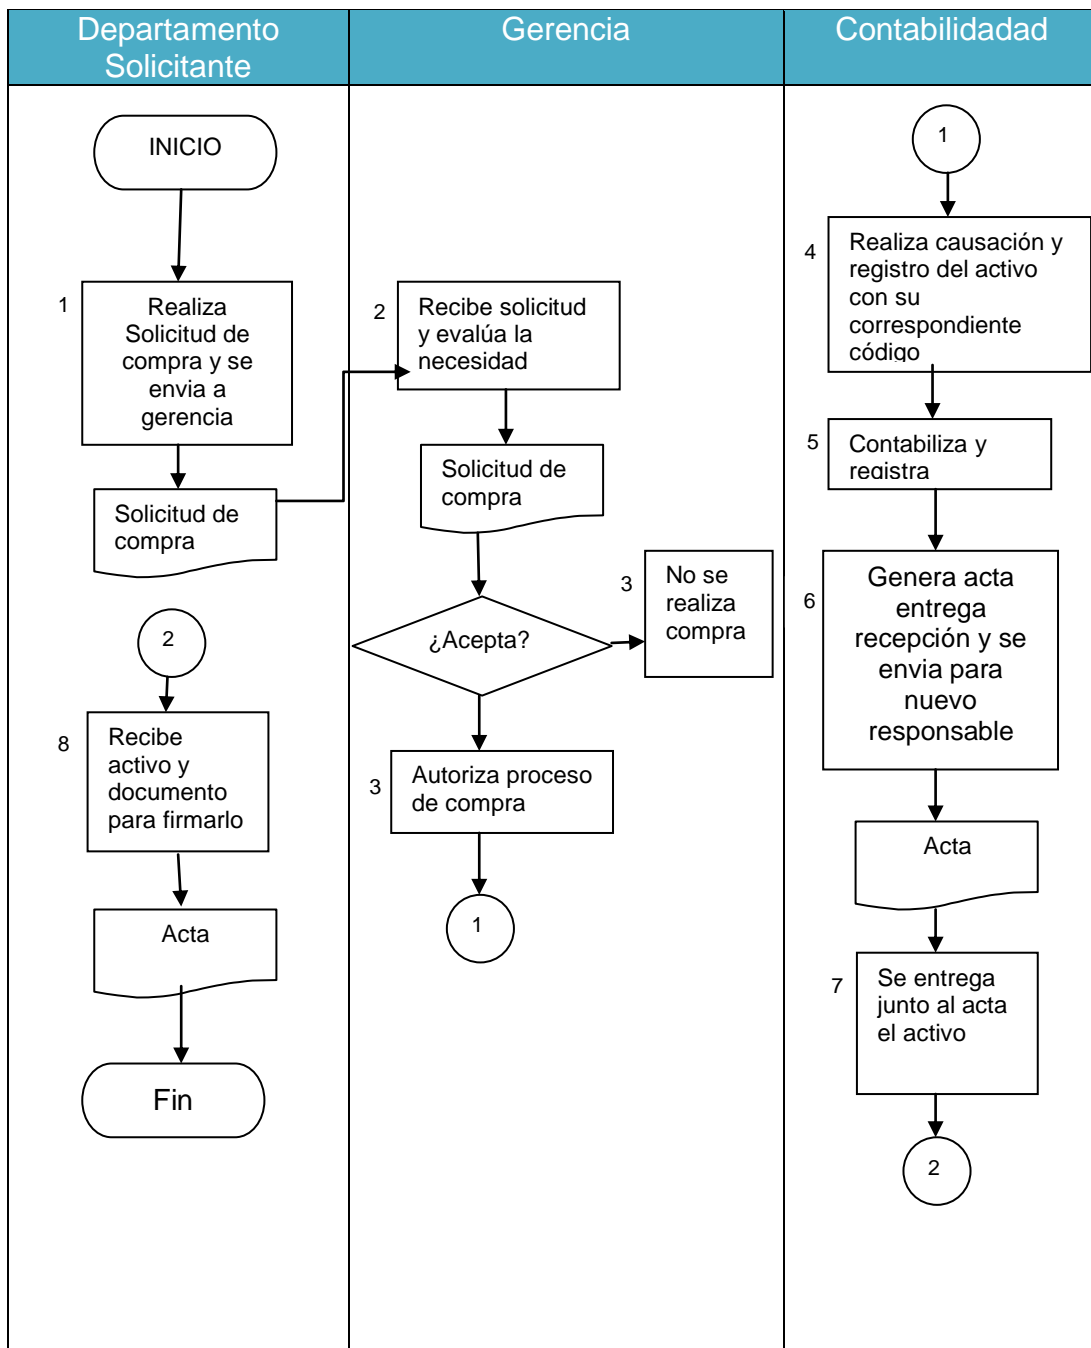 Departamento
Solicitante
Gerencia
Contabilidadad
INICIO
1
Realiza
Solicitud de
compra y se
envia a
gerencia
Solicitud de
compra
2
8
Recibe
activo y
documento
para firmarlo
Acta
Fin
2
Recibe solicitud
y evalúa la
necesidad
Solicitud de
compra
¿Acepta?
3
No se
realiza
compra
3
Autoriza proceso
de compra
1
1
4
Realiza causación y
registro del activo
con su
correspondiente
código
5
Contabiliza y
registra
6
Genera acta
entrega
recepción y se
envia para
nuevo
responsable
Acta
7
Se entrega
junto al acta
el activo
2